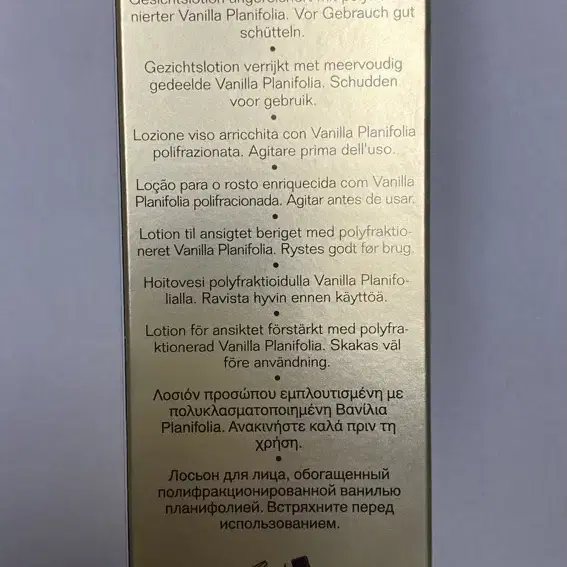 nierter Vanilla Planifolia. Vor Gebrauch gut
schütteln.
•
Gezichtslotion verrijkt met meervoudig
gedeelde Vanilla Planifolia. Schudden
voor gebruik.
•
Lozione viso arricchita con Vanilla Planifolia
polifrazionata. Agitare prima dell'uso.
•
Loção para o rosto enriquecida com Vanilla
Planifolia polifracionada. Agitar antes de usar.
•
Lotion til ansigtet beriget med polyfraktio-
neret Vanilla Planifolia. Rystes godt før brug.
•
Hoitovesi polyfraktioidulla Vanilla Planifo-
lialla. Ravista hyvin ennen käyttöä.
•
Lotion för ansiktet förstärkt med polyfra-
ktionerad Vanilla Planifolia. Skakas väl
före användning.
•
Λοσιόν προσώπου εμπλουτισμένη με
πολυκλασματοποιημένη Βανίλια
Planifolia. Ανακινήστε καλά πριν τη
χρήση.
•
Лосьон для лица, обогащенный
полифракционированной ванилью
планифолией. Встряхните перед
использованием.